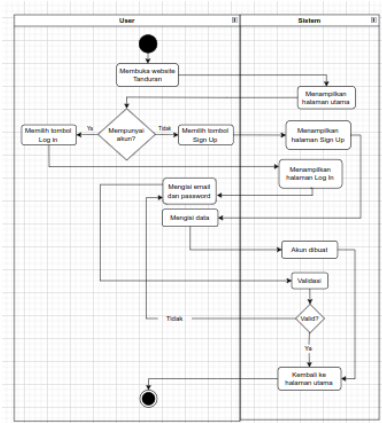 User
Sistem
Membuka website
Tanduran
Menampilkan
halaman utama
Memilih tombol
Log in
Ya
Mempunyai
akun?
Tidak
Memilih tombol
Sign Up
Menampilkan
halaman Sign Up
Menampilkan
halaman Log In
Mengisi email
dan password
Mengisi data
Akun dibuat
Validasi
Tidak
Valid?
Ya
Kembali ke
halaman utama